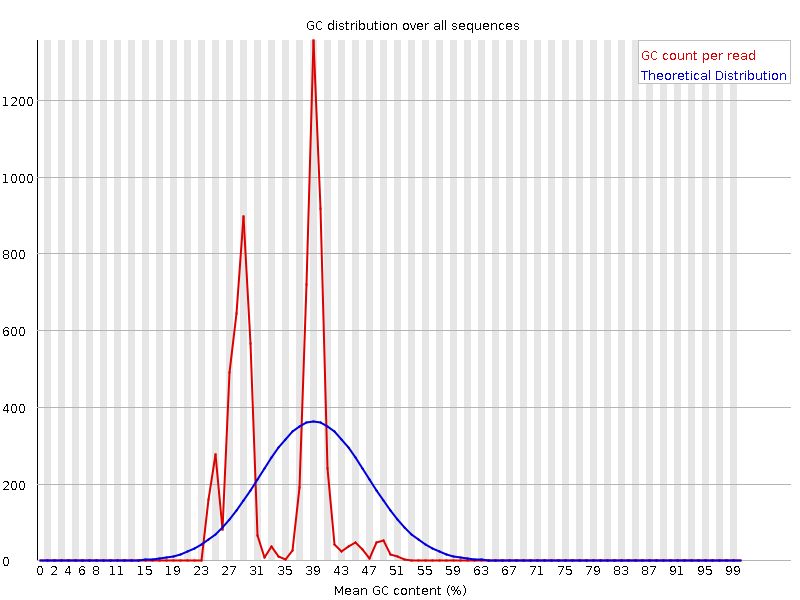 GC distribution over all sequences
GC count per read
Theoretical Distribution
1200
1000
800
600
400
200
0
0 2 4 6 8 11 15 19 23 27 31 35 39 43 47 51 55 59 63 67 71 75 79 83 87 91 95 99
Mean GC content (%)